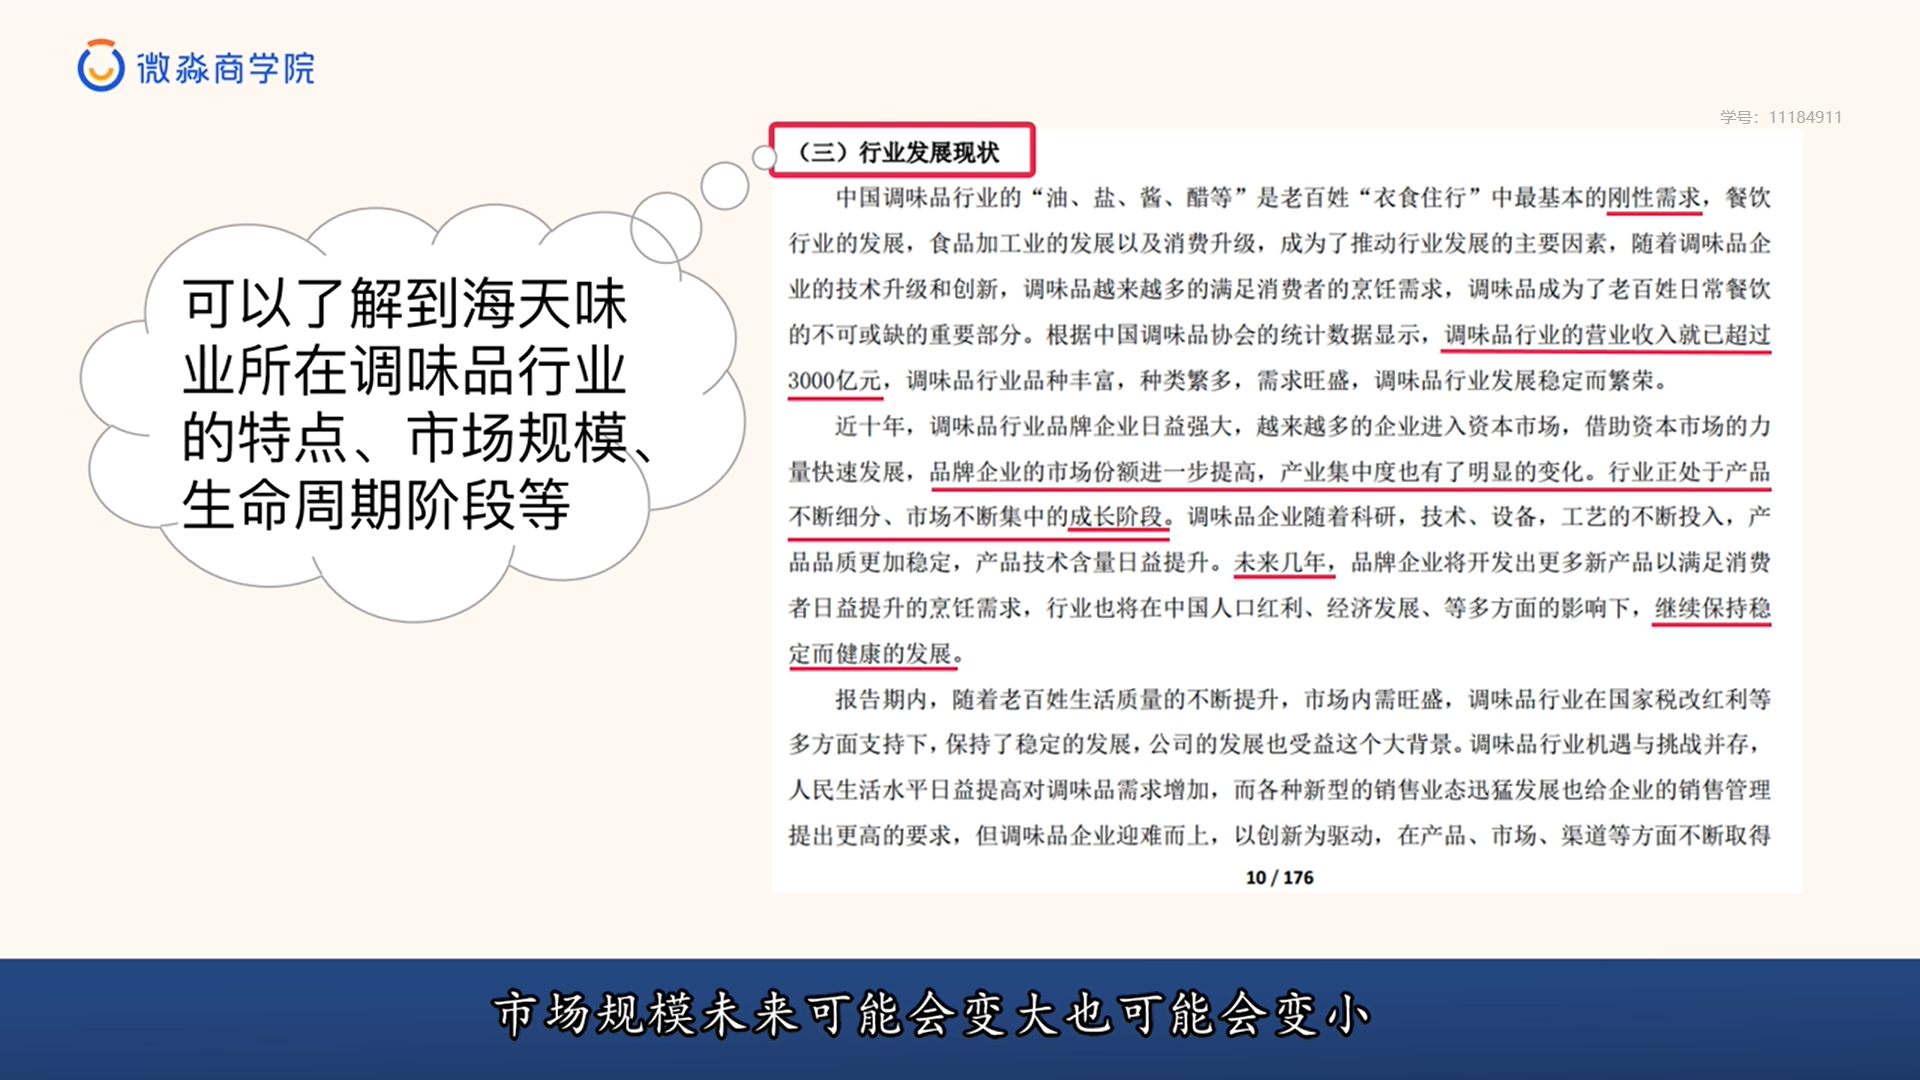 微淼商学院
学号：11184911
（三）行业发展现状
中国调味品行业的“油、盐、酱、醋等”是老百姓“衣食住行”中最基本的刚性需求，餐饮
行业的发展，食品加工业的发展以及消费升级，成为了推动行业发展的主要因素，随着调味品企
业的技术升级和创新，调味品越来越多的满足消费者的烹饪需求，调味品成为了老百姓日常餐饮
的不可或缺的重要部分。根据中国调味品协会的统计数据显示，调味品行业的营业收入就已超过
3000亿元，调味品行业品种丰富，种类繁多，需求旺盛，调味品行业发展稳定而繁荣。
近十年，调味品行业品牌企业日益强大，越来越多的企业进入资本市场，借助资本市场的力
量快速发展，品牌企业的市场份额进一步提高，产业集中度也有了明显的变化。行业正处于产品
不断细分、市场不断集中的成长阶段。调味品企业随着科研，技术、设备，工艺的不断投入，产
品品质更加稳定，产品技术含量日益提升。未来几年，品牌企业将开发出更多新产品以满足消费
者日益提升的烹饪需求，行业也将在中国人口红利、经济发展、等多方面的影响下，继续保持稳
定而健康的发展。
报告期内，随着老百姓生活质量的不断提升，市场内需旺盛，调味品行业在国家税改红利等
多方面支持下，保持了稳定的发展，公司的发展也受益这个大背景。调味品行业机遇与挑战并存，
人民生活水平日益提高对调味品需求增加，而各种新型的销售业态迅猛发展也给企业的销售管理
提出更高的要求，但调味品企业迎难而上，以创新为驱动，在产品、市场、渠道等方面不断取得
10 / 176
可以了解到海天味
业所在调味品行业
的特点、市场规模、
生命周期阶段等
市场规模未来可能会变大也可能会变小